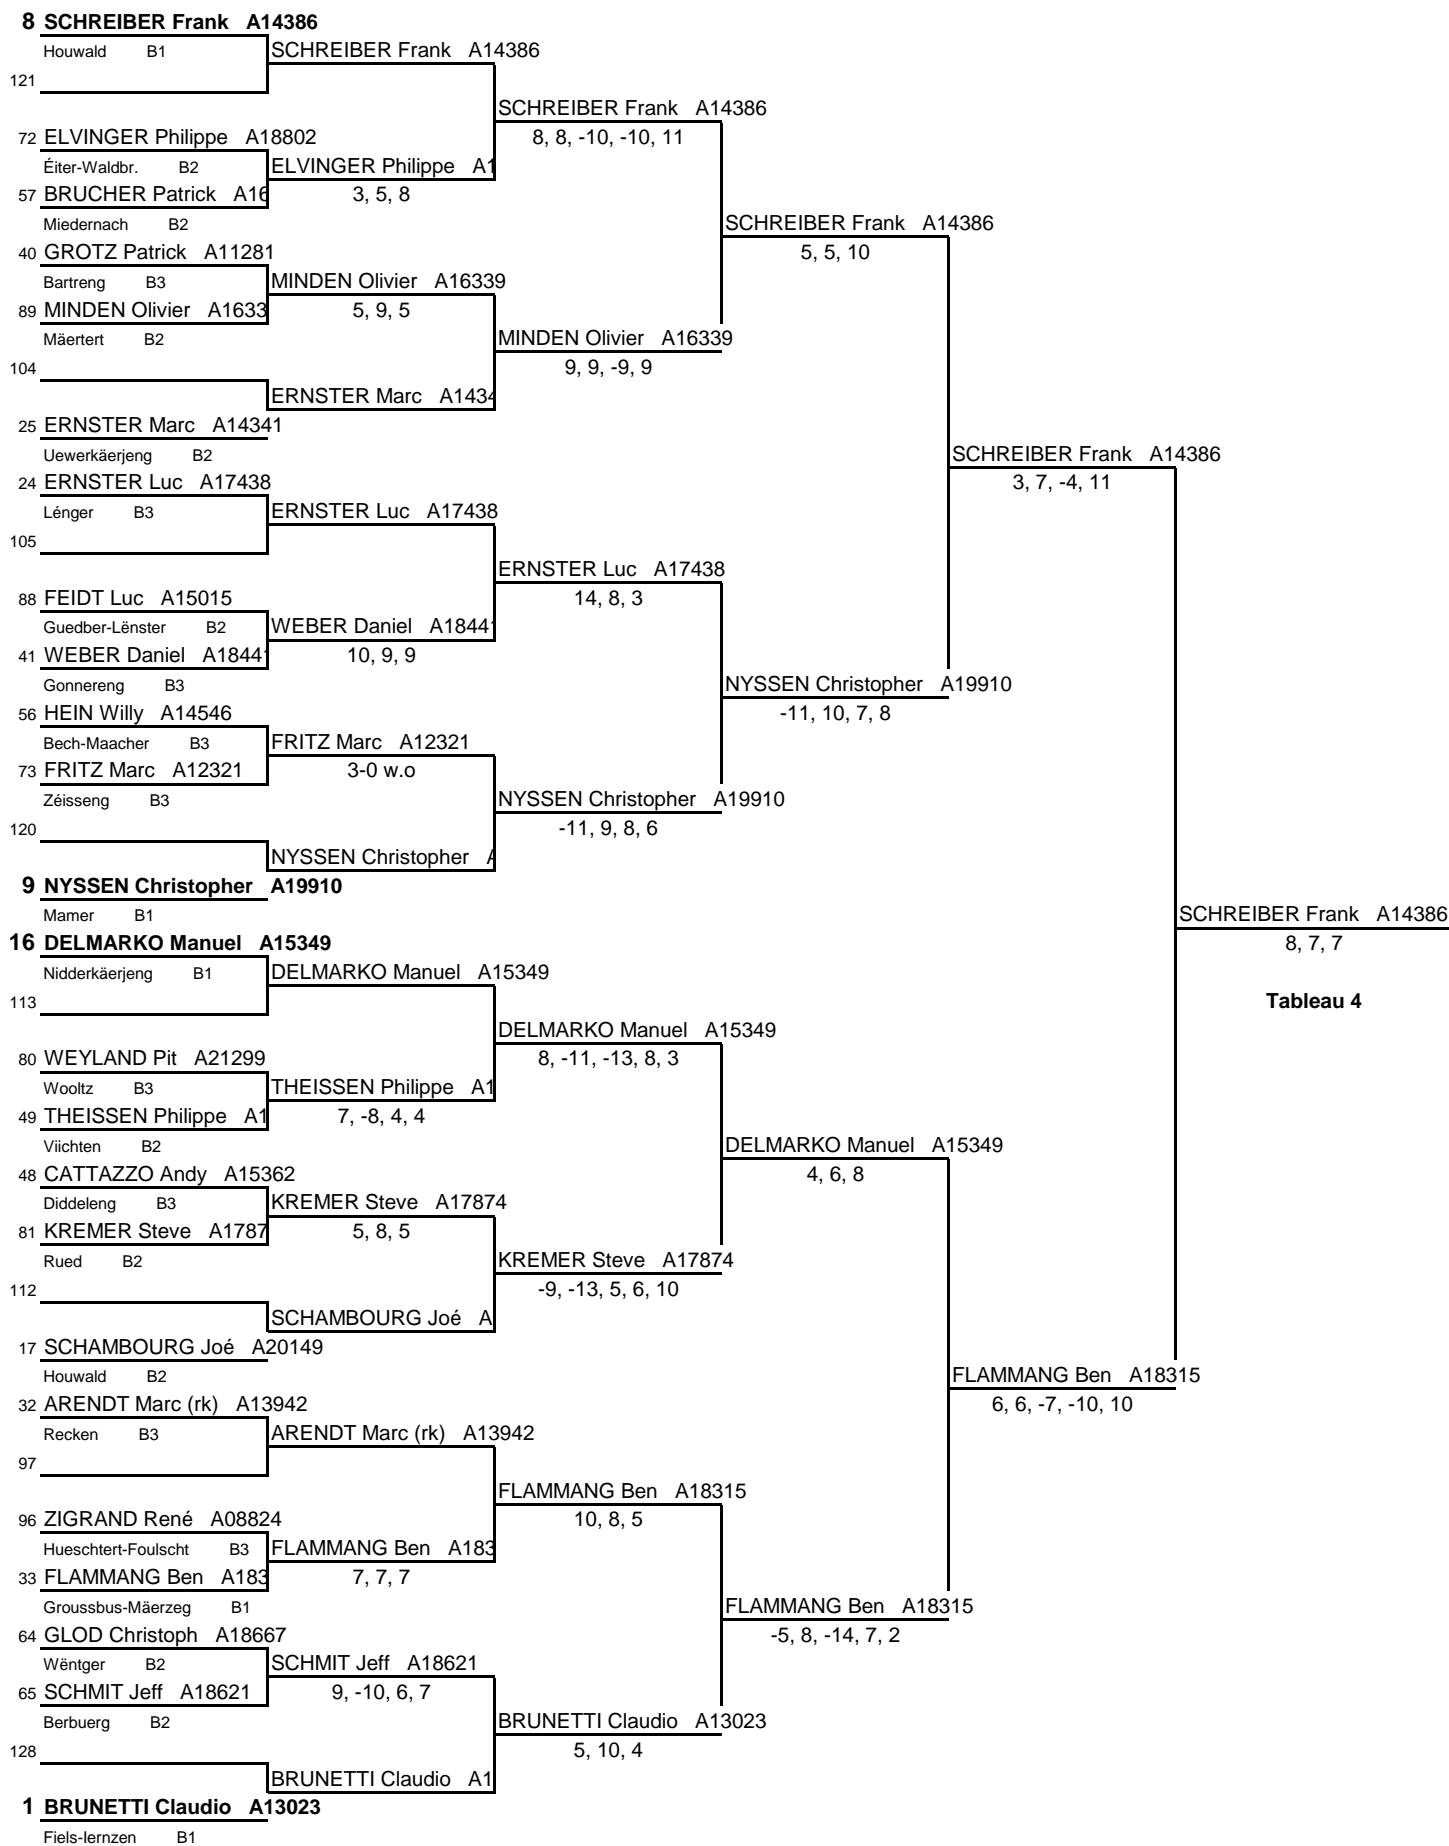 8 SCHREIBER Frank A14386
Houwald B1 SCHREIBER Frank A14386
121
SCHREIBER Frank A14386
72 ELVINGER Philippe A18802 8, 8, -10, -10, 11
Éiter-Waldbr. B2 ELVINGER Philippe A1
57 BRUCHER Patrick A16 3, 5, 8
Miedernach B2 SCHREIBER Frank A14386
40 GROTZ Patrick A11281 5, 5, 10
Bartreng B3 MINDEN Olivier A16339
89 MINDEN Olivier A1633 5, 9, 5
Mäertert B2 MINDEN Olivier A16339
104 9, 9, -9, 9
ERNSTER Marc A1434
25 ERNSTER Marc A14341
Uewerkäerjeng B2 SCHREIBER Frank A14386
24 ERNSTER Luc A17438 3, 7, -4, 11
Lénger B3 ERNSTER Luc A17438
105
ERNSTER Luc A17438
88 FEIDT Luc A15015 14, 8, 3
Guedber-Lënster B2 WEBER Daniel A18441
41 WEBER Daniel A18441 10, 9, 9
Gonnereng B3 NYSSEN Christopher A19910
56 HEIN Willy A14546 -11, 10, 7, 8
Bech-Maacher B3 FRITZ Marc A12321
73 FRITZ Marc A12321 3-0 w.o
Zéisseng B3 NYSSEN Christopher A19910
120 -11, 9, 8, 6
NYSSEN Christopher A
9 NYSSEN Christopher A19910
Mamer B1 SCHREIBER Frank A14386
16 DELMARKO Manuel A15349 8, 7, 7
Nidderkäerjeng B1 DELMARKO Manuel A15349
113 Tableau 4
DELMARKO Manuel A15349
80 WEYLAND Pit A21299 8, -11, -13, 8, 3
Wooltz B3 THEISSEN Philippe A1
49 THEISSEN Philippe A1 7, -8, 4, 4
Viichten B2 DELMARKO Manuel A15349
48 CATTAZZO Andy A15362 4, 6, 8
Diddeleng B3 KREMER Steve A17874
81 KREMER Steve A1787 5, 8, 5
Rued B2 KREMER Steve A17874
112 -9, -13, 5, 6, 10
SCHAMBOURG Joé A
17 SCHAMBOURG Joé A20149
Houwald B2 FLAMMANG Ben A18315
32 ARENDT Marc (rk) A13942 6, 6, -7, -10, 10
Recken B3 ARENDT Marc (rk) A13942
97
FLAMMANG Ben A18315
96 ZIGRAND René A08824 10, 8, 5
Hueschtert-Foulscht B3 FLAMMANG Ben A183
33 FLAMMANG Ben A183 7, 7, 7
Groussbus-Mäerzeg B1 FLAMMANG Ben A18315
64 GLOD Christoph A18667 -5, 8, -14, 7, 2
Wëntger B2 SCHMIT Jeff A18621
65 SCHMIT Jeff A18621 9, -10, 6, 7
Berbuerg B2 BRUNETTI Claudio A13023
128 5, 10, 4
BRUNETTI Claudio A1
1 BRUNETTI Claudio A13023
Fiels-Iernzen B1